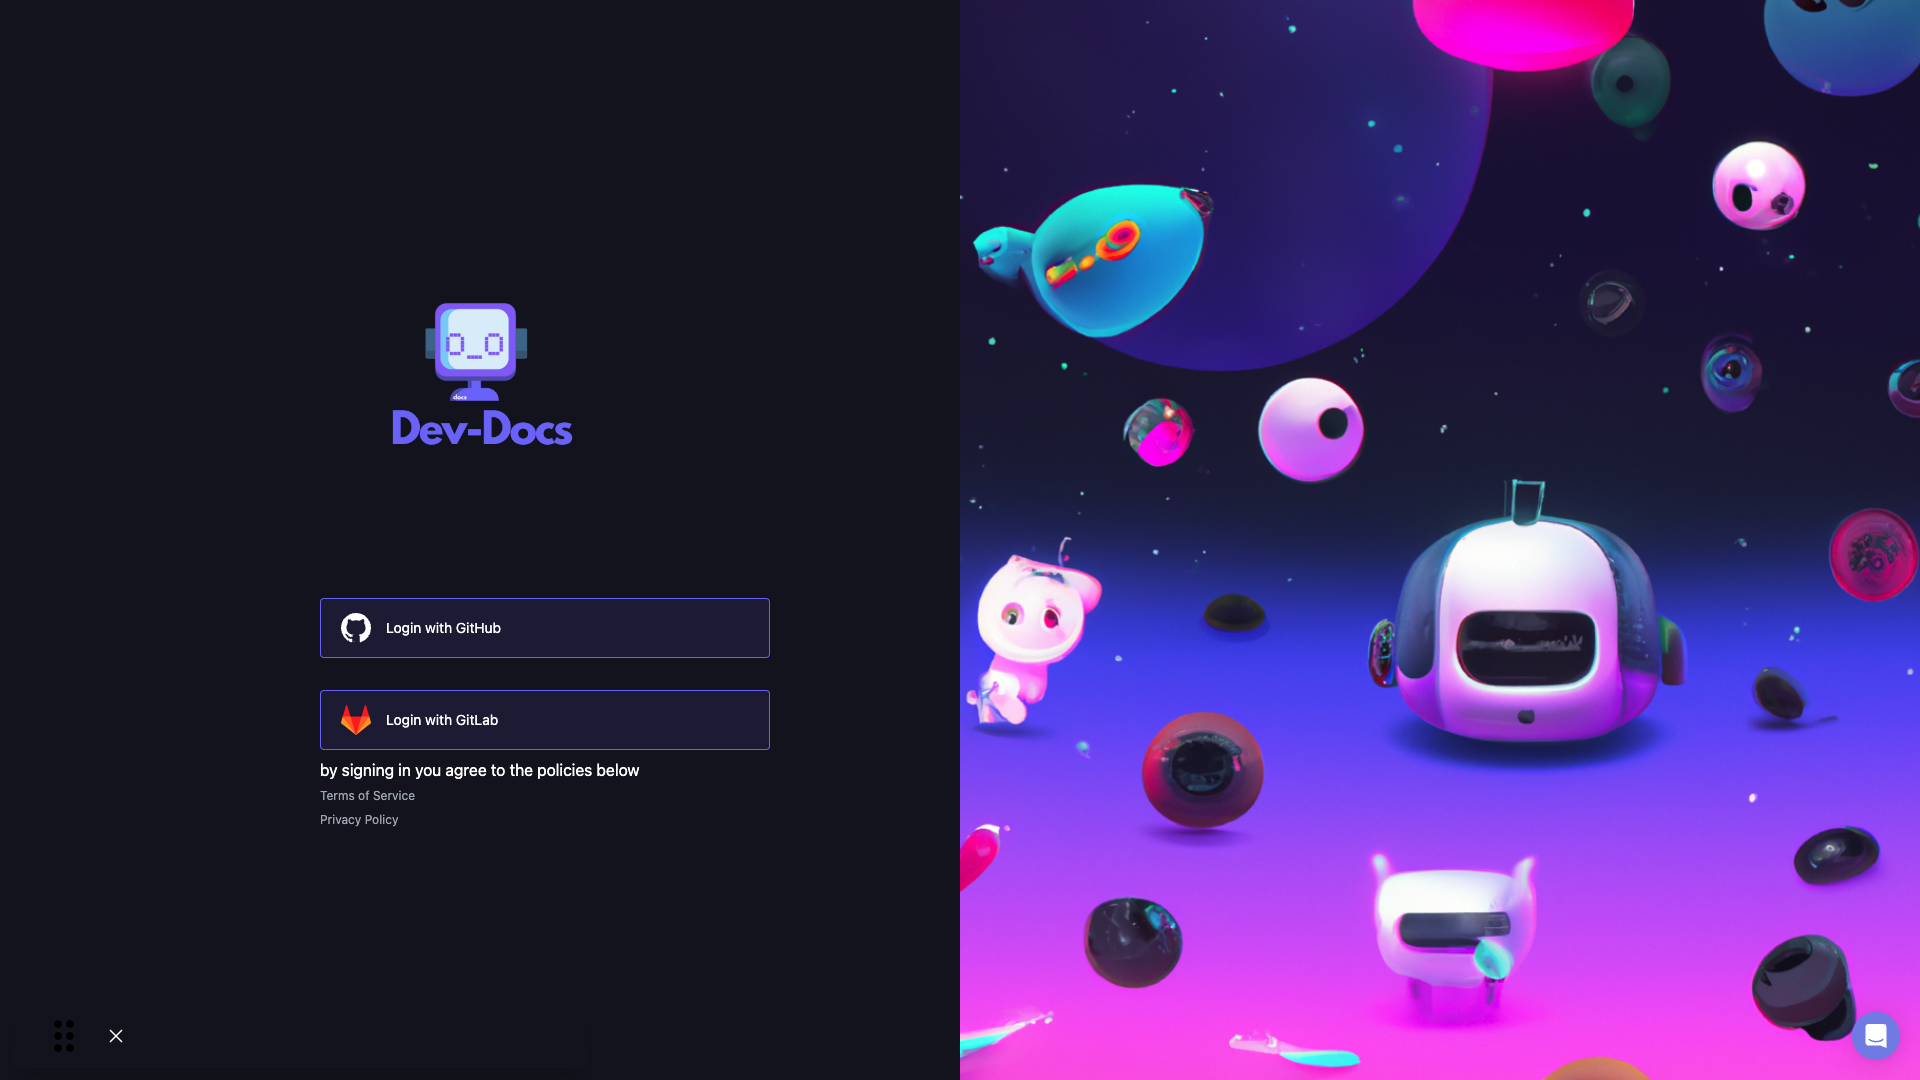 docs
Dev-Docs
Login with GitHub
Login with GitLab
by signing in you agree to the policies below
Terms of Service
Privacy Policy